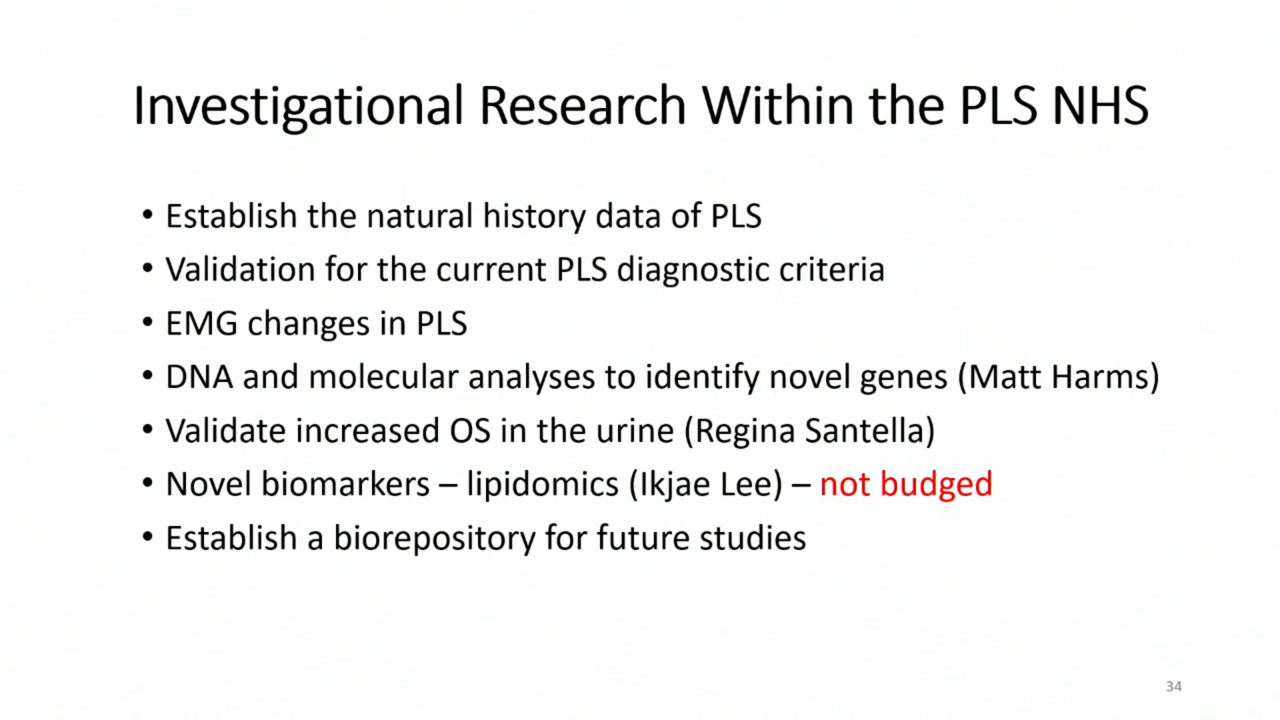 Investigational Research Within the PLS NHS
• Establish the natural history data of PLS
• Validation for the current PLS diagnostic criteria
• EMG changes in PLS
• DNA and molecular analyses to identify novel genes (Matt Harms)
• Validate increased OS in the urine (Regina Santella)
• Novel biomarkers – lipidomics (Ikjae Lee) – not budged
• Establish a biorepository for future studies
34